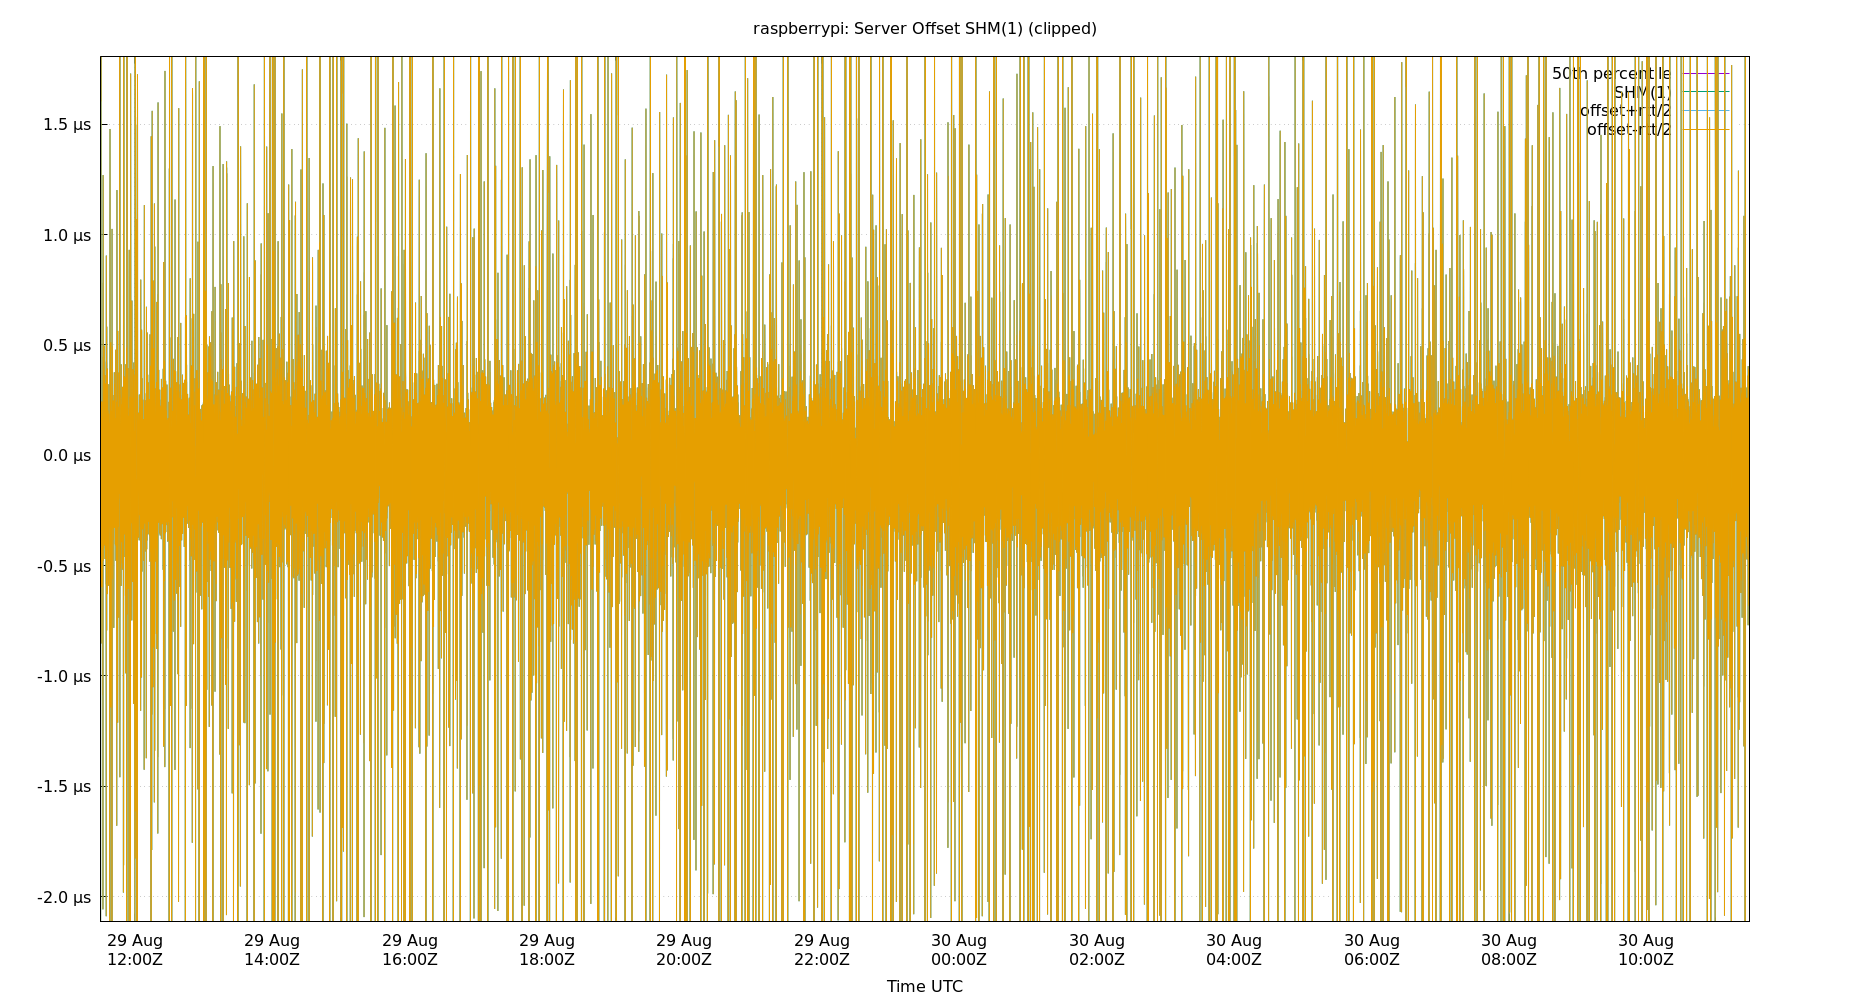 raspberrypi: Server Offset SHM(1) (clipped)
50th percentile
SHM(1)
offset+rtt/2
offset-rtt/2
1.5 µs
1.0 µs
0.5 µs
0.0 µs
-0.5 µs
-1.0 µs
-1.5 µs
-2.0 µs
29 Aug 29 Aug 29 Aug 29 Aug 29 Aug 29 Aug 30 Aug 30 Aug 30 Aug 30 Aug 30 Aug 30 Aug
12:00Z 14:00Z 16:00Z 18:00Z 20:00Z 22:00Z 00:00Z 02:00Z 04:00Z 06:00Z 08:00Z 10:00Z
Time UTC